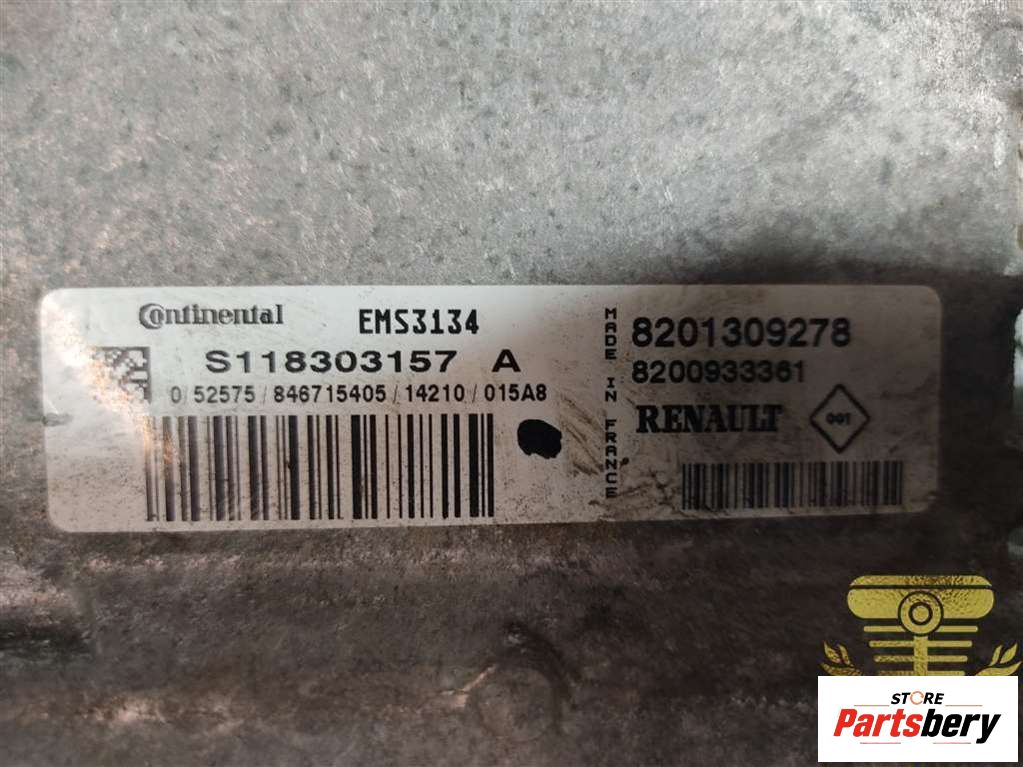 Continental EMS3134
S118303157 A
0/52575/846715405/14210/015A8
MADE IN FRANCE
8201309278
8200933361
RENAULT
001
STORE
Partsbery